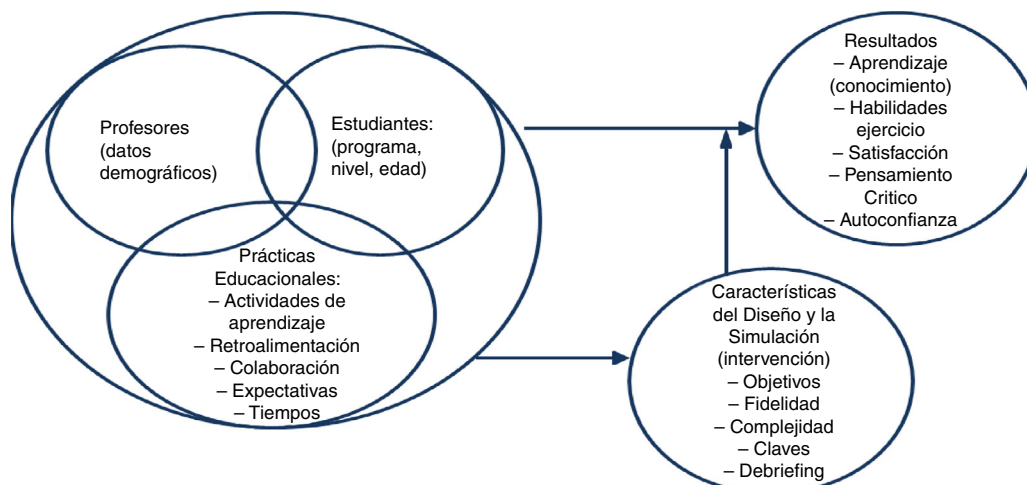 Profesores
(datos
demográficos)
Estudiantes:
(programa,
nivel, edad)
Prácticas
Educacionales:
– Actividades de
aprendizaje
– Retroalimentación
– Colaboración
– Expectativas
– Tiempos
Resultados
– Aprendizaje
(conocimiento)
– Habilidades
ejercicio
– Satisfacción
– Pensamiento
Critico
– Autoconfianza
Características
del Diseño y la
Simulación
(intervención)
– Objetivos
– Fidelidad
– Complejidad
– Claves
– Debriefing